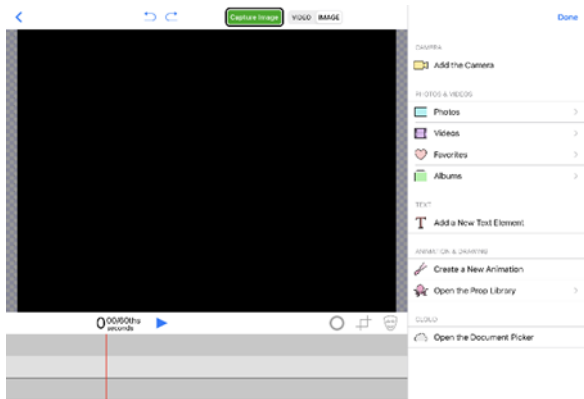 Capture Image
VIDEO
IMAGE
Done
CAMERA
Add the Camera
PHOTOS & VIDEOS
Photos
Videos
Favorites
Albums
TEXT
Add a New Text Element
ANIMATION & DRAWING
Create a New Animation
Open the Prop Library
CLOUD
Open the Document Picker
0 00/60ths
seconds